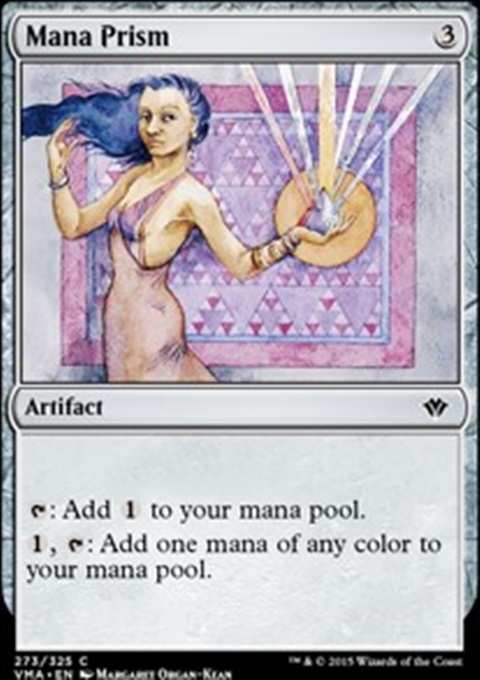 Mana Prism 3
Artifact
: Add 1 to your mana pool.
1, : Add one mana of any color to
your mana pool.
273/325 C
VMA • EN Margaret Organ-Kean
™ & © 2015 Wizards of the Coast